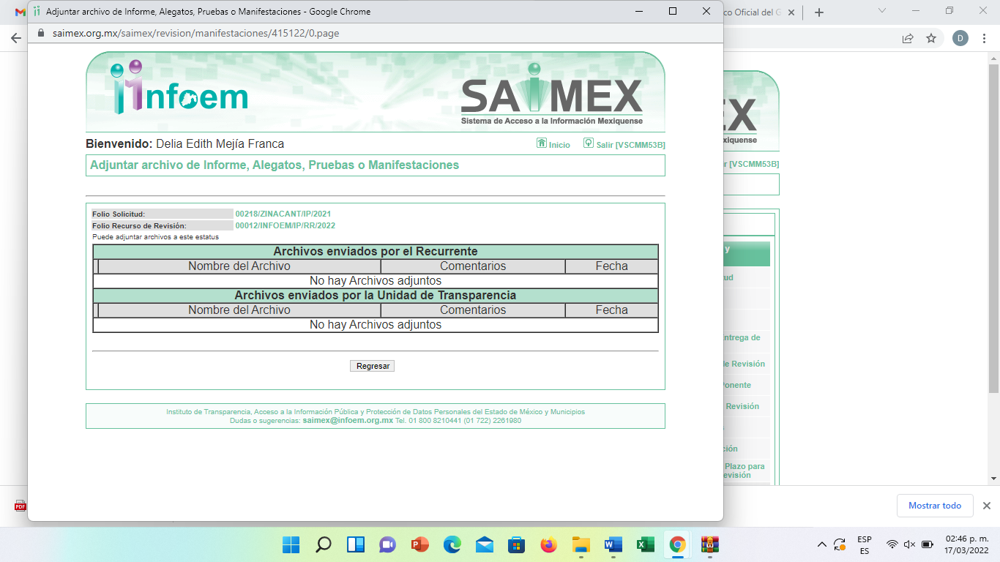 Adjuntar archivo de Informe, Alegatos, Pruebas o Manifestaciones - Google Chrome
co Oficial del G
saimex.org.mx/saimex/revision/manifestaciones/415122/0.page
D
infoem
SAIMEX
Sistema de Acceso a la Información Mexiquense
EX
xiquense
Bienvenido: Delia Edith Mejía Franca
Inicio
Salir [VSCMM53B]
ir [VSCMM53B]
Adjuntar archivo de Informe, Alegatos, Pruebas o Manifestaciones
Folio Solicitud: 00218/ZINACANT/IP/2021
Folio Recurso de Revisión: 00012/INFOEM/IP/RR/2022
Puede adjuntar archivos a este estatus
Archivos enviados por el Recurrente
Nombre del Archivo Comentarios Fecha
No hay Archivos adjuntos
Archivos enviados por la Unidad de Transparencia
Nombre del Archivo Comentarios Fecha
No hay Archivos adjuntos
Regresar
Instituto de Transparencia, Acceso a la Información Pública y Protección de Datos Personales del Estado de México y Municipios
Dudas o sugerencias: saimex@infoem.org.mx Tel. 01 800 8210441 (01 722) 2261980
y
tud
ntrega de
de Revisión
Ponente
Revisión
ción
Plazo para
evisión
PDF
Mostrar todo
ESP
ES
02:46 p. m.
17/03/2022